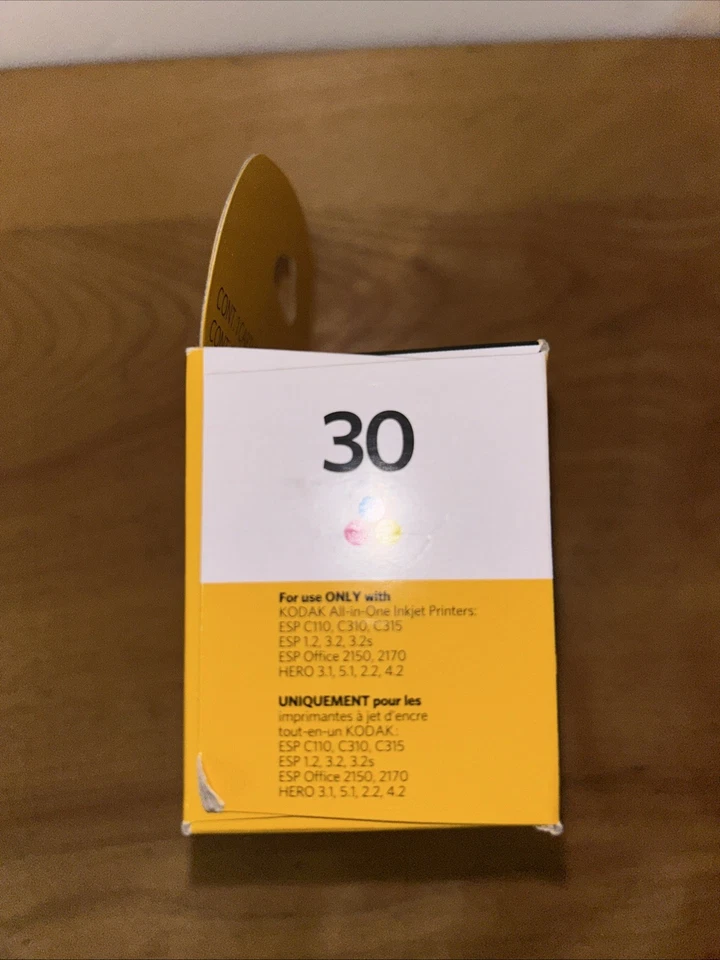 CONT:1
CONT
30
For use ONLY with
KODAK All-in-One Inkjet Printers:
ESP C110, C310, C315
ESP 1.2, 3.2, 3.2s
ESP Office 2150, 2170
HERO 3.1, 5.1, 2.2, 4.2
UNIQUEMENT pour les
imprimantes à jet d'encre
tout-en-un KODAK:
ESP C110, C310, C315
ESP 1.2, 3.2, 3.2s
ESP Office 2150, 2170
HERO 3.1, 5.1, 2.2, 4.2